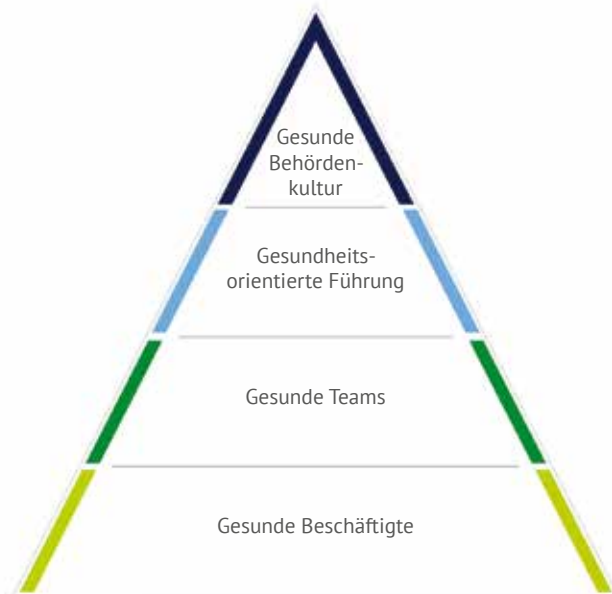 Gesunde
Behörden-
kultur
Gesundheits-
orientierte Führung
Gesunde Teams
Gesunde Beschäftigte